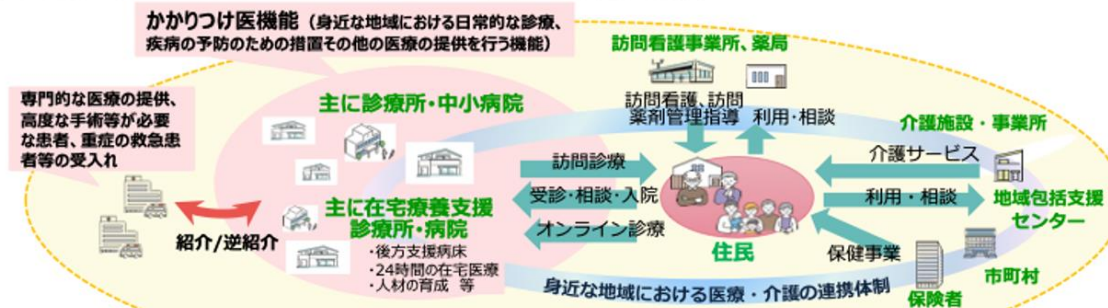 かかりつけ医機能（身近な地域における日常的な診療、
疾病の予防のための措置その他の医療の提供を行う機能）
専門的な医療の提供、
高度な手術等が必要
な患者、重症の救急患
者等の受入れ
紹介/逆紹介
主に診療所・中小病院
主に在宅療養支援
診療所・病院
・後方支援病床
・24時間の在宅医療
・人材の育成 等
訪問診療
受診・相談・入院
オンライン診療
訪問看護事業所、薬局
訪問看護、訪問
薬剤管理指導
利用・相談
住民
介護施設・事業所
介護サービス
利用・相談
地域包括支援
センター
保健事業
保険者
市町村
身近な地域における医療・介護の連携体制